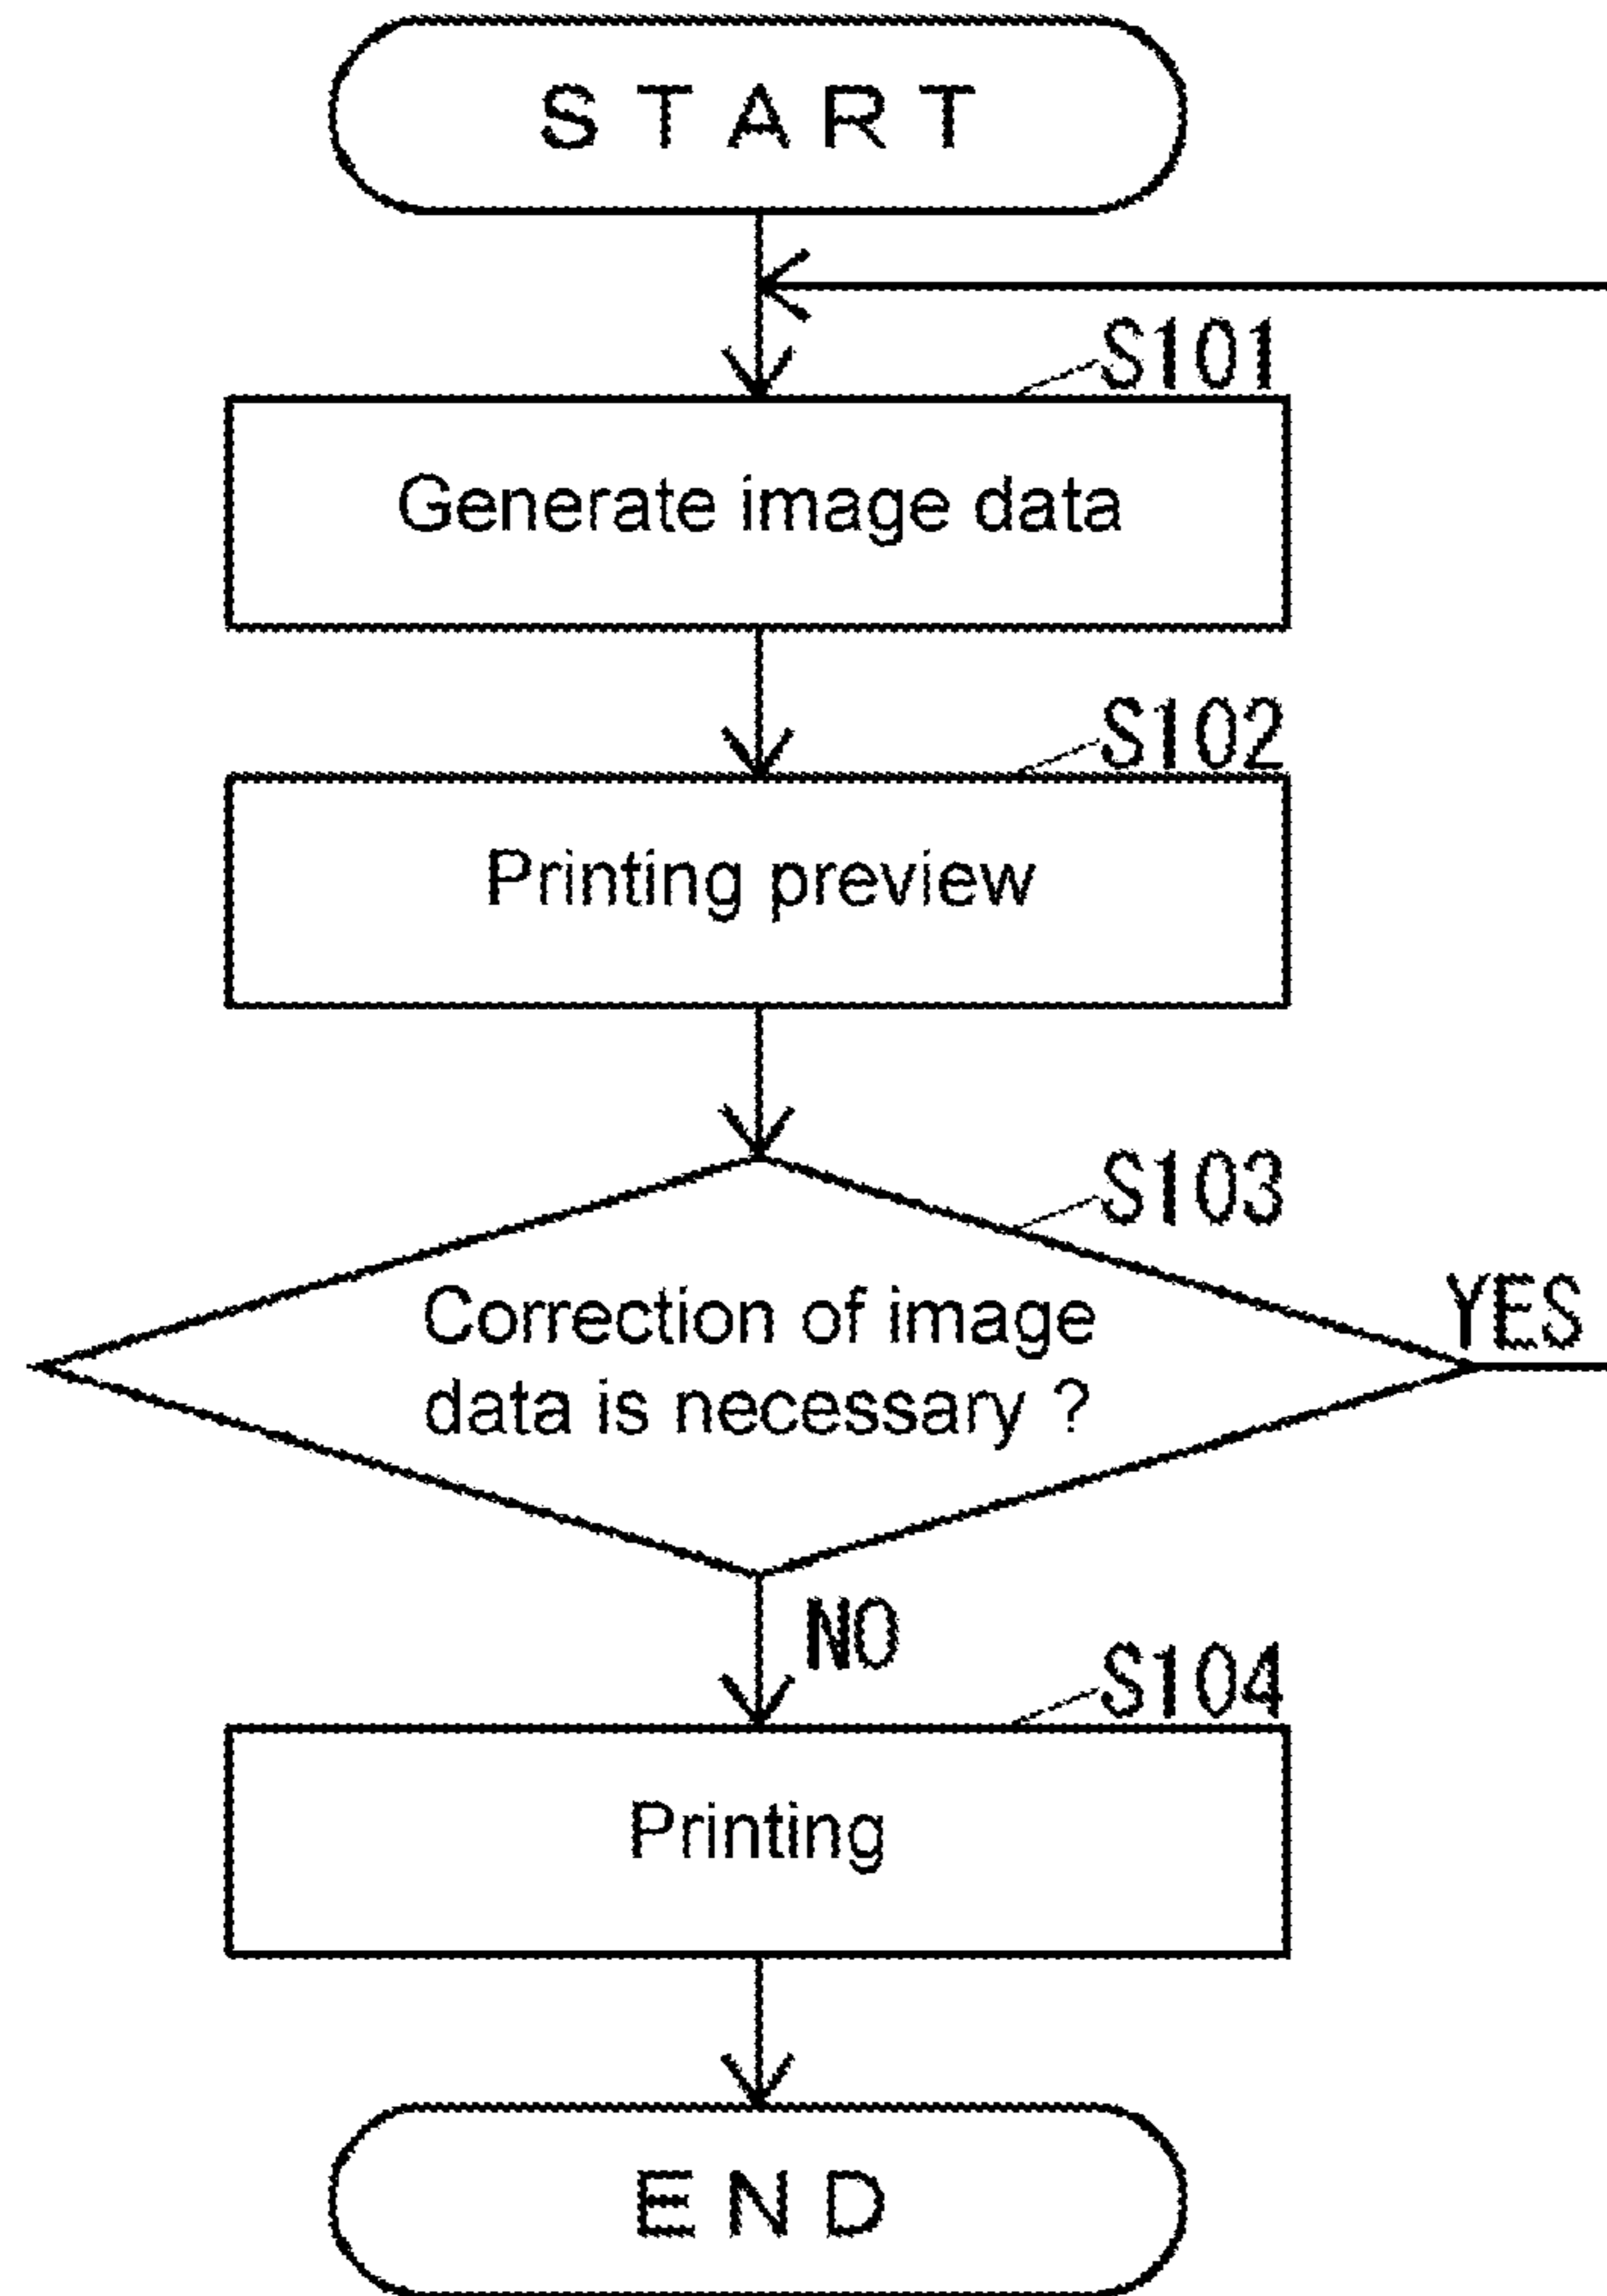 START
S101
Generate image data
S102
Printing preview
S103
Correction of image
data is necessary ?
YES
NO
S104
Printing
END